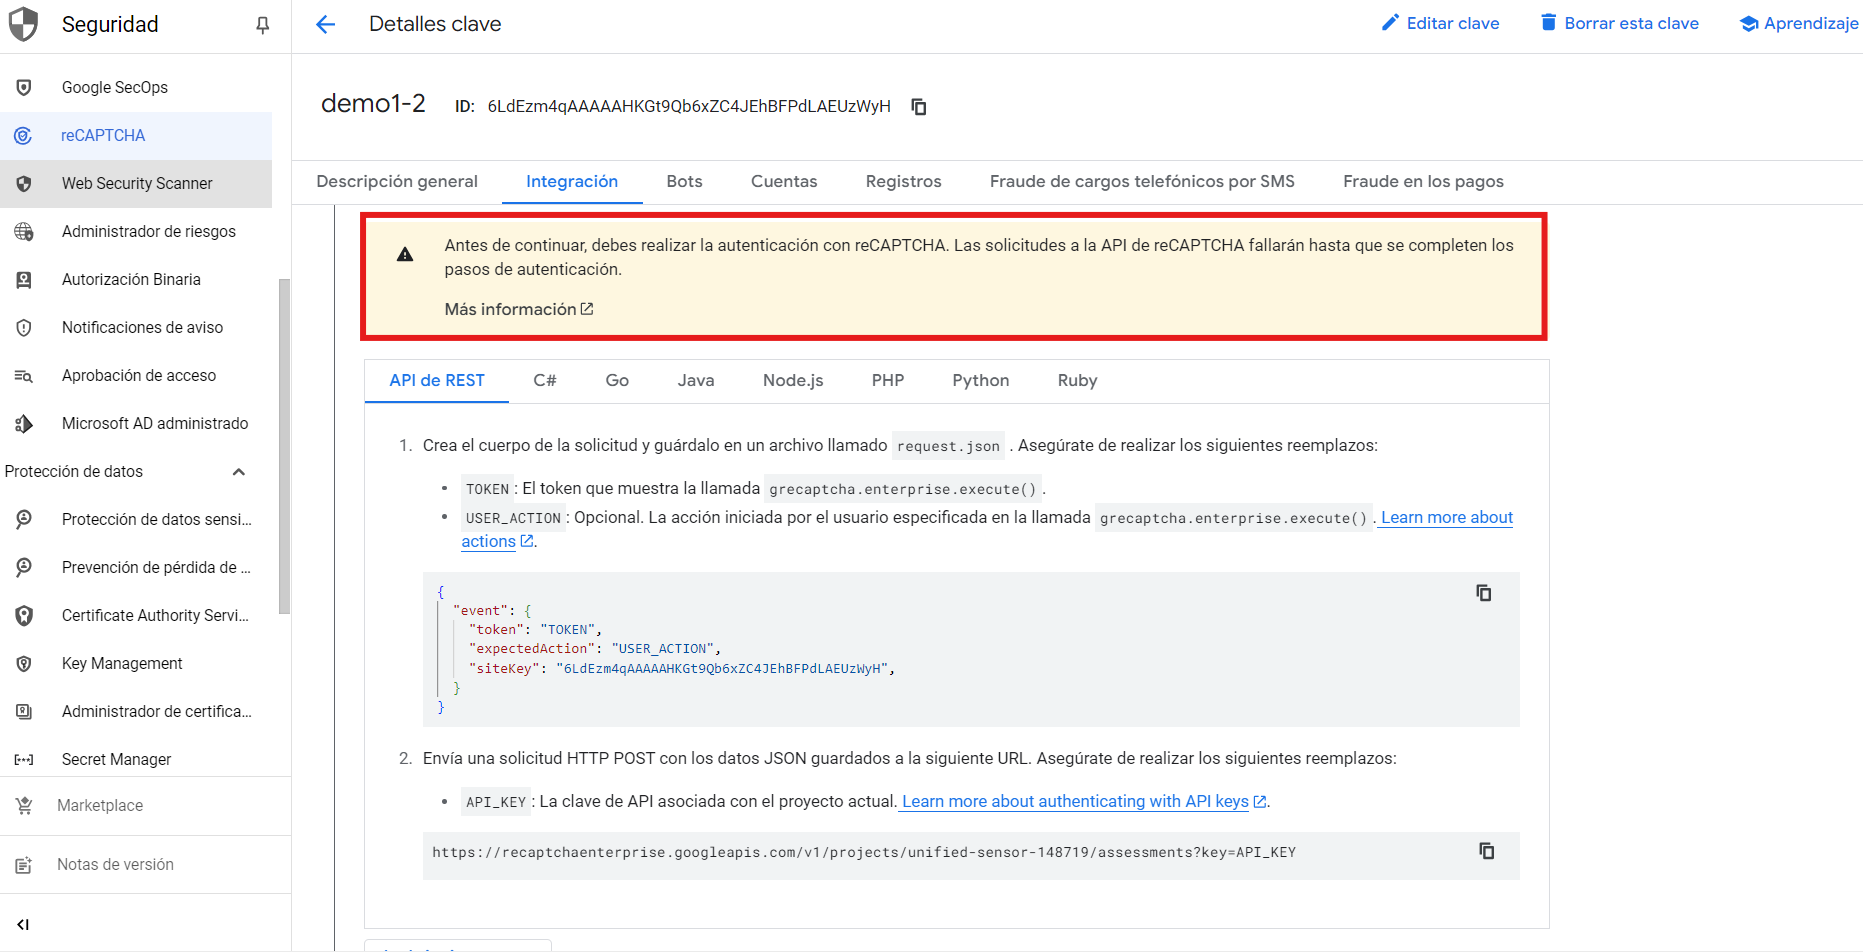 Seguridad
Detalles clave
Editar clave
Borrar esta clave
Aprendizaje
Google SecOps
reCAPTCHA
Web Security Scanner
Administrador de riesgos
Autorización Binaria
Notificaciones de aviso
Aprobación de acceso
Microsoft AD administrado
Protección de datos
Protección de datos sensi...
Prevención de pérdida de ...
Certificate Authority Servi...
Key Management
Administrador de certifica...
Secret Manager
Marketplace
Notas de versión
demo1-2 ID: 6LdEzm4qAAAAAHKGt9Qb6xZC4JEhBFPdLAEUzWyH
Descripción general
Integración
Bots
Cuentas
Registros
Fraude de cargos telefónicos por SMS
Fraude en los pagos
Antes de continuar, debes realizar la autenticación con reCAPTCHA. Las solicitudes a la API de reCAPTCHA fallarán hasta que se completen los
pasos de autenticación.
Más información
API de REST
C#
Go
Java
Node.js
PHP
Python
Ruby
1. Crea el cuerpo de la solicitud y guárdalo en un archivo llamado request.json . Asegúrate de realizar los siguientes reemplazos:
• TOKEN : El token que muestra la llamada grecaptcha.enterprise.execute() .
• USER_ACTION : Opcional. La acción iniciada por el usuario especificada en la llamada grecaptcha.enterprise.execute() . Learn more about
actions .
{
"event": {
"token": "TOKEN",
"expectedAction": "USER_ACTION",
"siteKey": "6LdEzm4qAAAAAHKGt9Qb6xZC4JEhBFPdLAEUzWyH",
}
}
2. Envía una solicitud HTTP POST con los datos JSON guardados a la siguiente URL. Asegúrate de realizar los siguientes reemplazos:
• API_KEY : La clave de API asociada con el proyecto actual. Learn more about authenticating with API keys .
https://recaptchaenterprise.googleapis.com/v1/projects/unified-sensor-148719/assessments?key=API_KEY